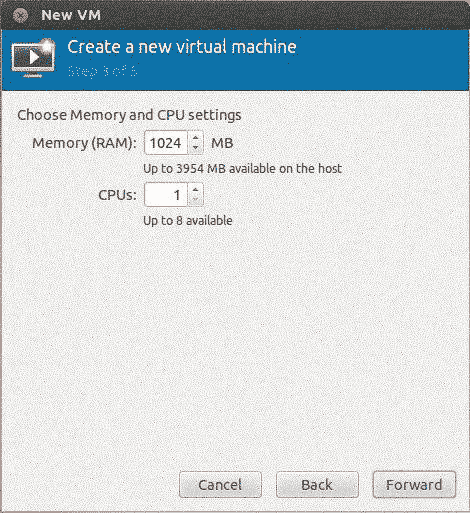 New VM
Create a new virtual machine
Step 3 of 5
Choose Memory and CPU settings
Memory (RAM): 1024 MB
Up to 3954 MB available on the host
CPUs: 1
Up to 8 available
Cancel Back Forward